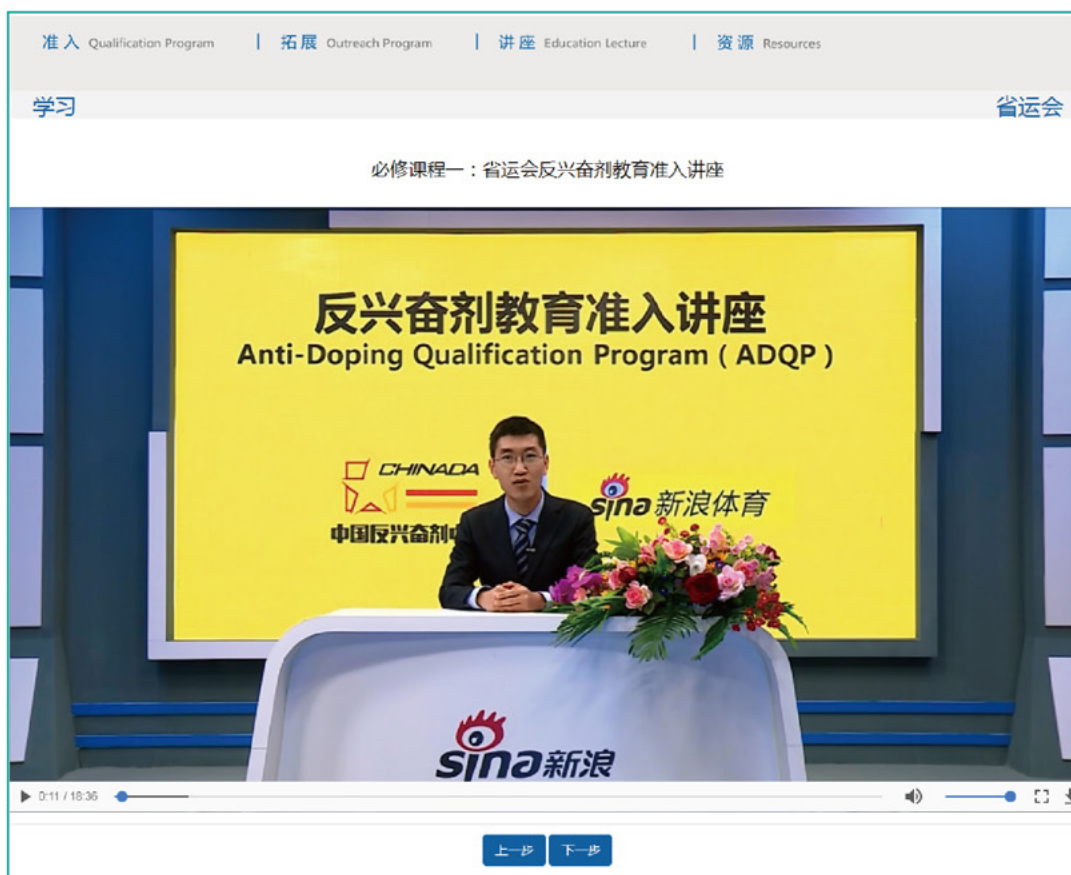 准入 Qualification Program | 拓展 Outreach Program | 讲座 Education Lecture | 资源 Resources
学习 省运会
必修课程一：省运会反兴奋剂教育准入讲座
反兴奋剂教育准入讲座
Anti-Doping Qualification Program（ADQP）
CHINADA
中国反兴奋剂中
sina 新浪体育
sina 新浪
0:11 / 18:36
上一步 下一步